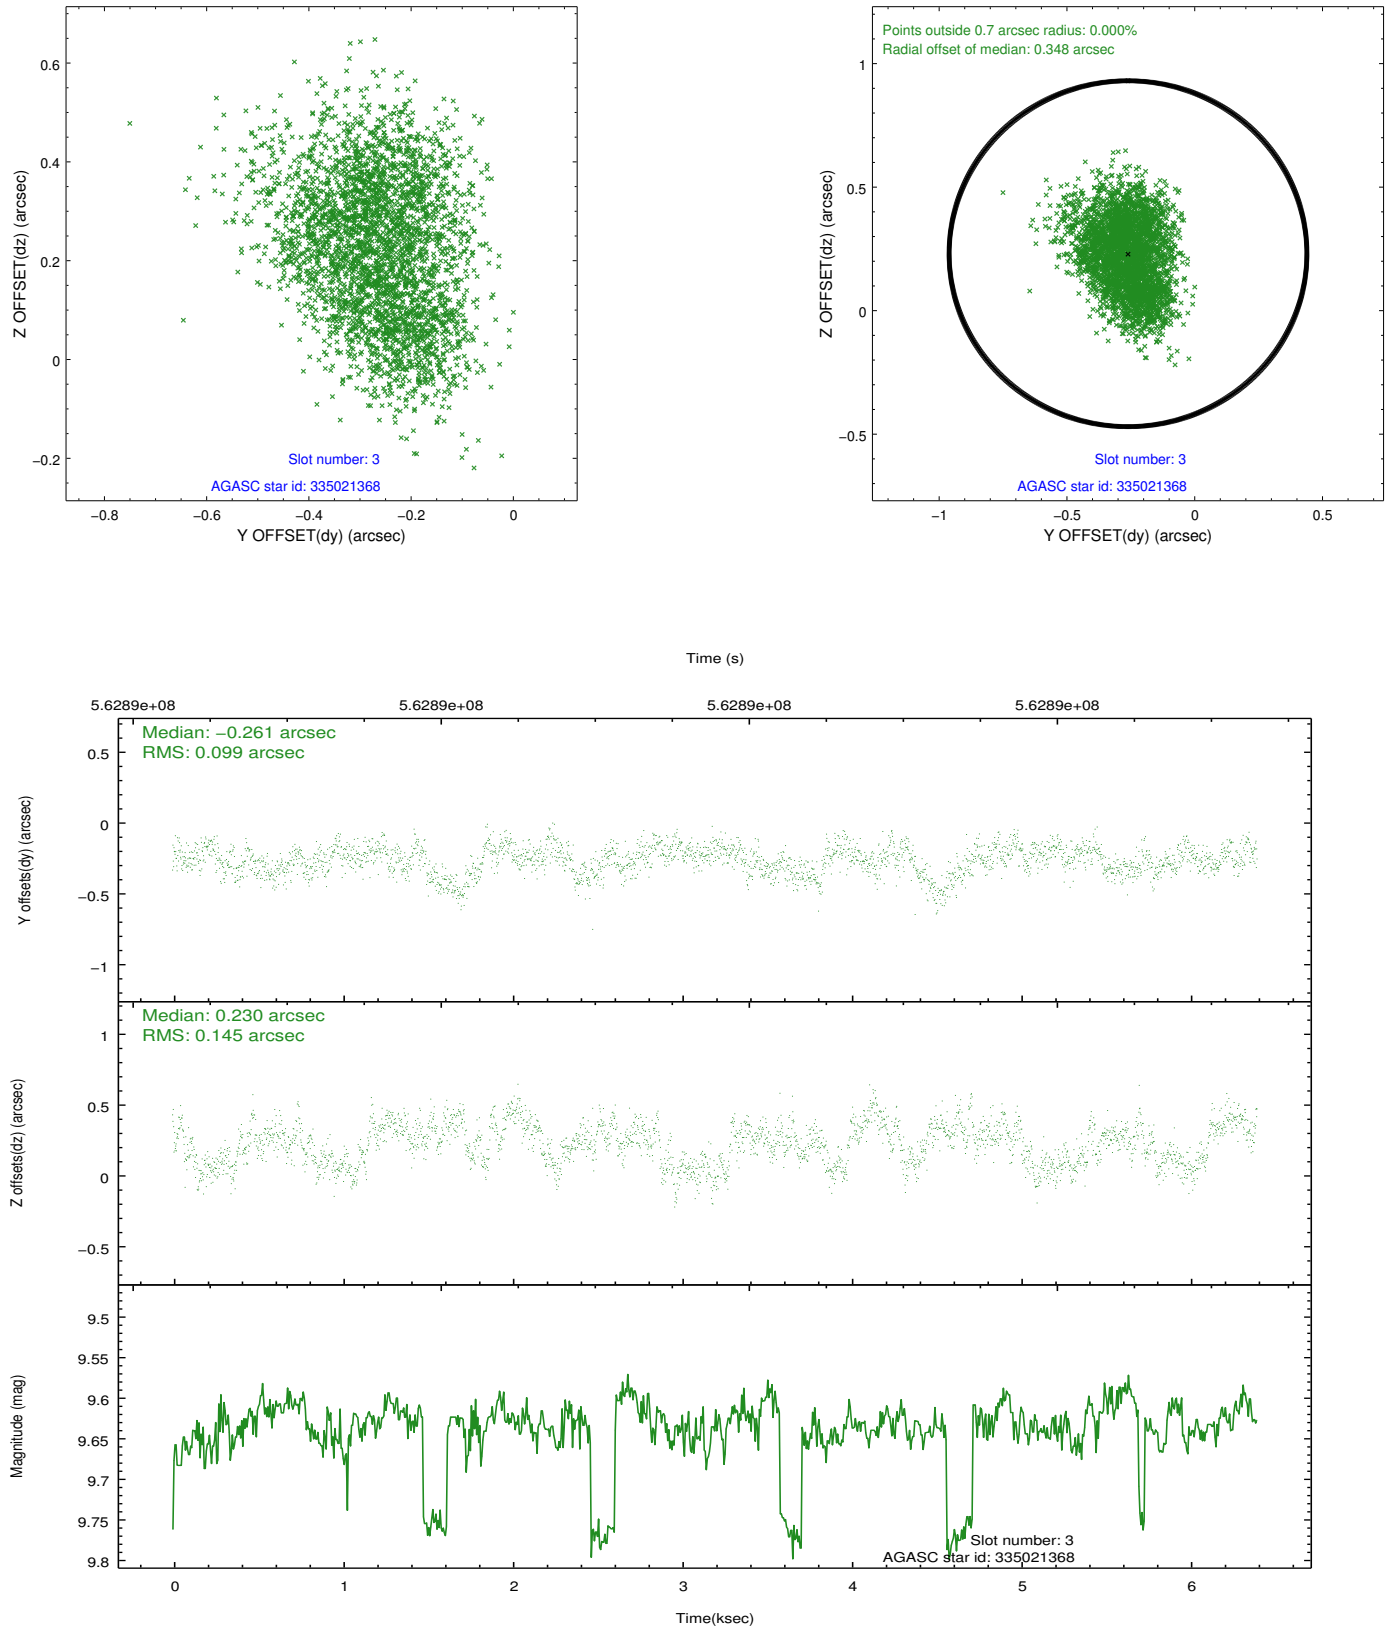 0.6
0.4
0.2
0
−0.2
−0.8
−0.6
−0.4
−0.2
0
Z OFFSET(dz) (arcsec)
Y OFFSET(dy) (arcsec)
Slot number: 3
AGASC star id: 335021368
Points outside 0.7 arcsec radius: 0.000%
Radial offset of median: 0.348 arcsec
1
0.5
0
−0.5
−1
−0.5
0
0.5
Z OFFSET(dz) (arcsec)
Y OFFSET(dy) (arcsec)
Slot number: 3
AGASC star id: 335021368
Time (s)
5.6289e+08
5.6289e+08
5.6289e+08
5.6289e+08
Median: −0.261 arcsec
RMS: 0.099 arcsec
0.5
0
−0.5
−1
Y offsets(dy) (arcsec)
Median: 0.230 arcsec
RMS: 0.145 arcsec
1
0.5
0
−0.5
Z offsets(dz) (arcsec)
9.5
9.55
9.6
9.65
9.7
9.75
9.8
Magnitude (mag)
Slot number: 3
AGASC star id: 335021368
0
1
2
3
4
5
6
Time(ksec)